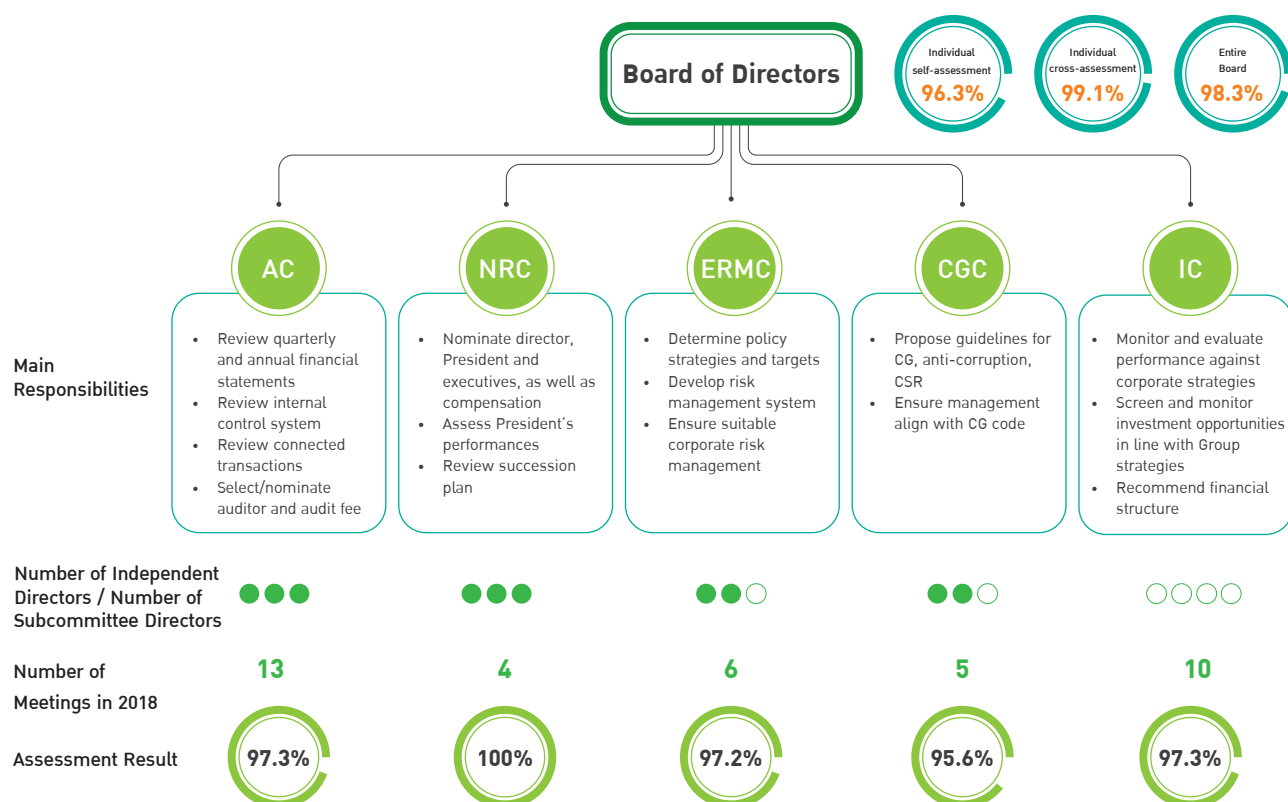 Board of Directors
Individual
self-assessment
96.3%
Individual
cross-assessment
99.1%
Entire
Board
98.3%
AC
NRC
ERMC
CGC
IC
Main
Responsibilities
• Review quarterly
and annual financial
statements
• Review internal
control system
• Review connected
transactions
• Select/nominate
auditor and audit fee
• Nominate director,
President and
executives, as well as
compensation
• Assess President's
performances
• Review succession
plan
• Determine policy
strategies and targets
• Develop risk
management system
• Ensure suitable
corporate risk
management
• Propose guidelines for
CG, anti-corruption,
CSR
• Ensure management
align with CG code
• Monitor and evaluate
performance against
corporate strategies
• Screen and monitor
investment opportunities
in line with Group
strategies
• Recommend financial
structure
Number of Independent
Directors / Number of
Subcommittee Directors
Number of
Meetings in 2018
13
4
6
5
10
Assessment Result
97.3%
100%
97.2%
95.6%
97.3%